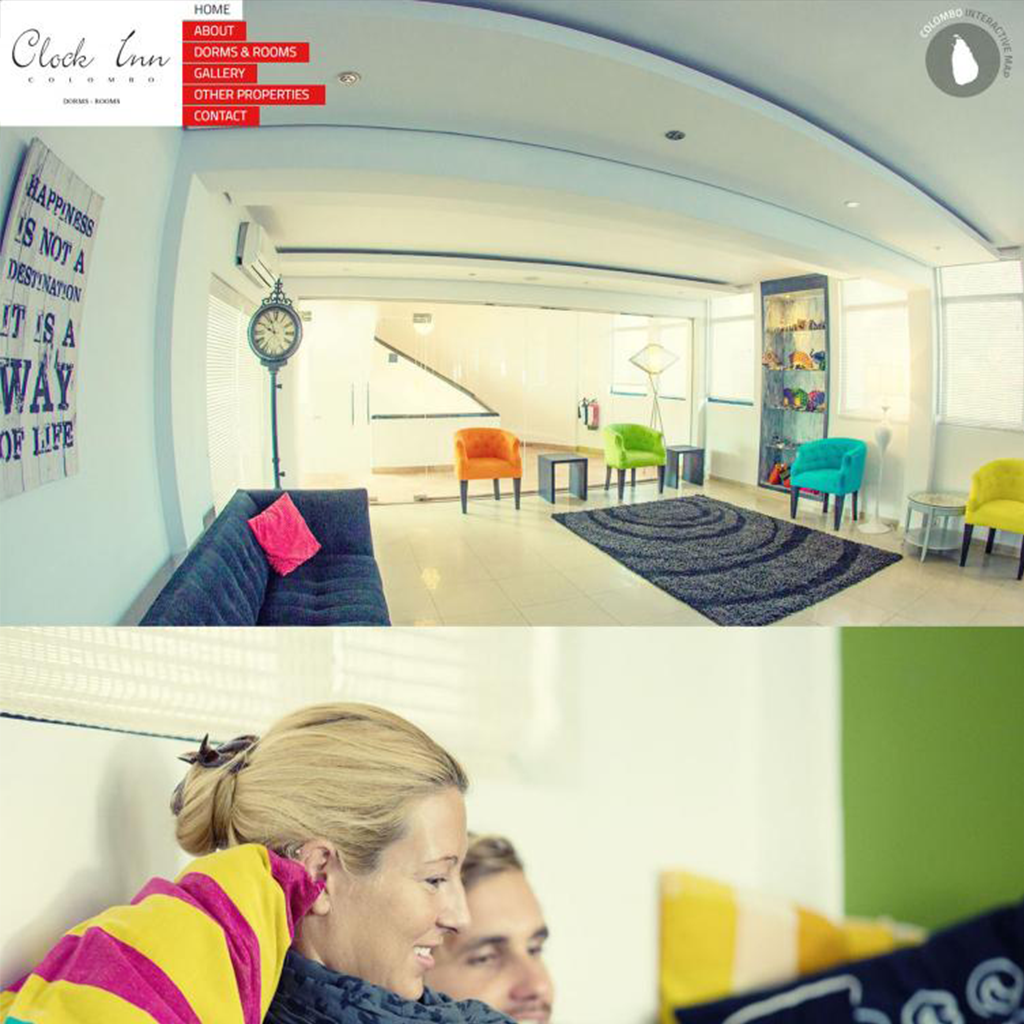 Clock Inn
COLOMBO
DORMS - ROOMS
HOME
ABOUT
DORMS & ROOMS
GALLERY
OTHER PROPERTIES
CONTACT
COLOMBO INTERACTIVE MAP
HAPPINESS
IS NOT A
DESTINATION
IT IS A
WAY
OF LIFE